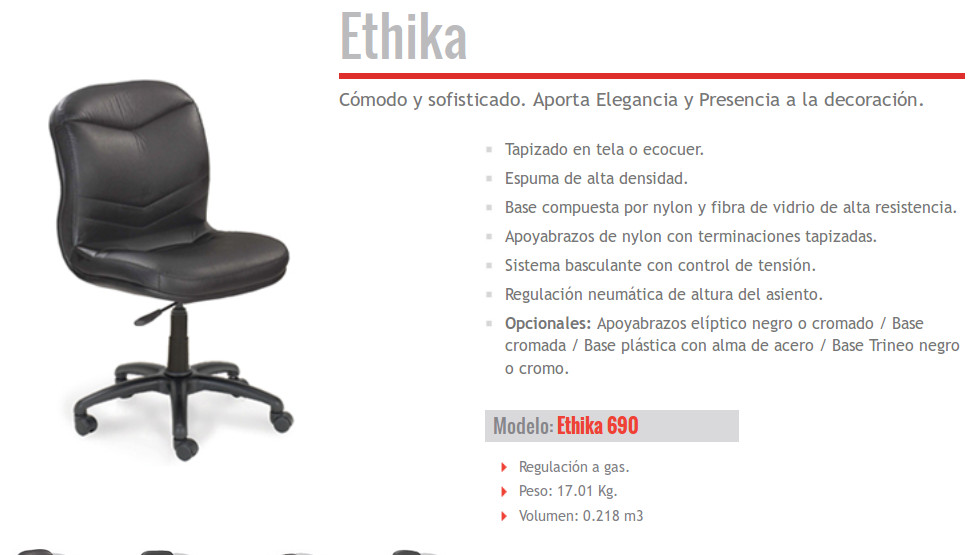 Ethika
Cómodo y sofisticado. Aporta Elegancia y Presencia a la decoración.
Tapizado en tela o ecocuer.
Espuma de alta densidad.
Base compuesta por nylon y fibra de vidrio de alta resistencia.
Apoyabrazos de nylon con terminaciones tapizadas.
Sistema basculante con control de tensión.
Regulación neumática de altura del asiento.
Opcionales: Apoyabrazos elíptico negro o cromado / Base
cromada / Base plástica con alma de acero / Base Trineo negro
o cromo.
Modelo: Ethika 690
Regulación a gas.
Peso: 17.01 Kg.
Volumen: 0.218 m3